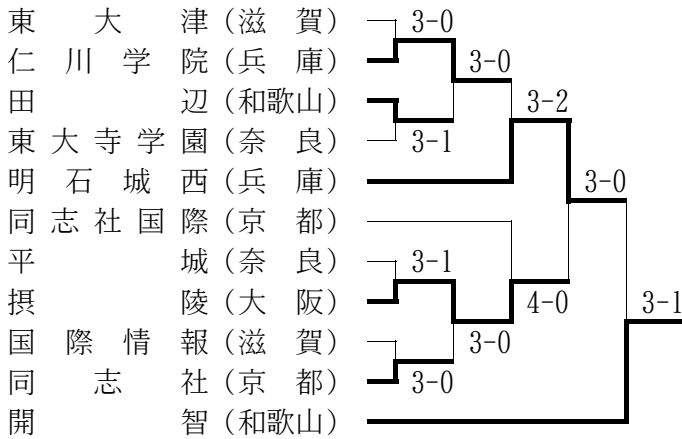 東大津（滋賀） 3-0
仁川学院（兵庫） 3-0
田辺（和歌山） 3-2
東大寺学園（奈良） 3-1
明石城西（兵庫） 3-0
同志社国際（京都）
平城（奈良） 3-1
摂陵（大阪） 4-0 3-1
国際情報（滋賀） 3-0
同志社（京都） 3-0
開智（和歌山）